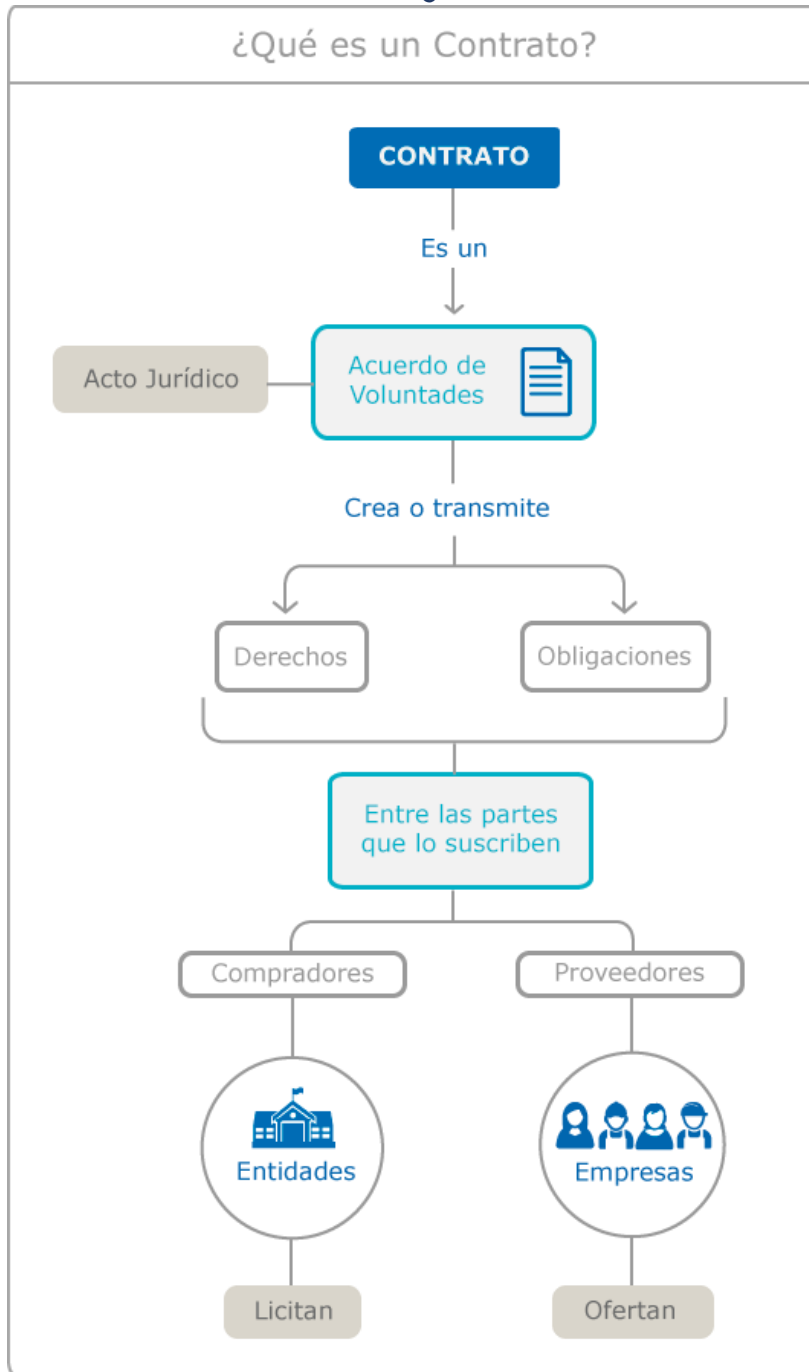 ¿Qué es un Contrato?
CONTRATO
Es un
Acto Jurídico
Acuerdo de
Voluntades
Crea o transmite
Derechos
Obligaciones
Entre las partes
que lo suscriben
Compradores
Proveedores
Entidades
Empresas
Licitan
Ofertan